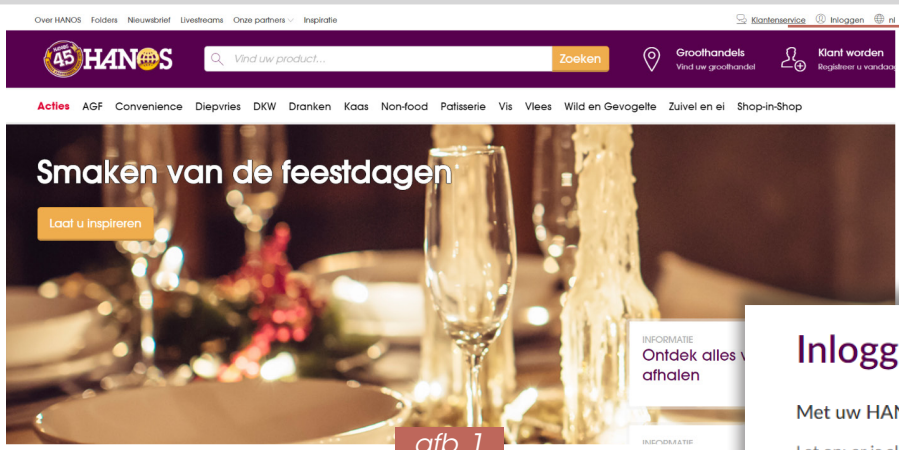 Over HANOS Folders Nieuwsbrief Livestreams Onze partners Inspiratie Klantenservice Inloggen nl
45 HANOS Vind uw product... Zoeken Groothandels Klant worden
Vind uw groothandel Registreer u vandaag
Acties AGF Convenience Diepvries DKW Dranken Kaas Non-food Patisserie Vis Vlees Wild en Gevogelte Zuivel en ei Shop-in-Shop
Smaken van de feestdagen
Laat u inspireren
INFORMATIE
Ontdek alles
afhalen
Inlogg
Met uw HAN
INFORMATIE
afb. 1